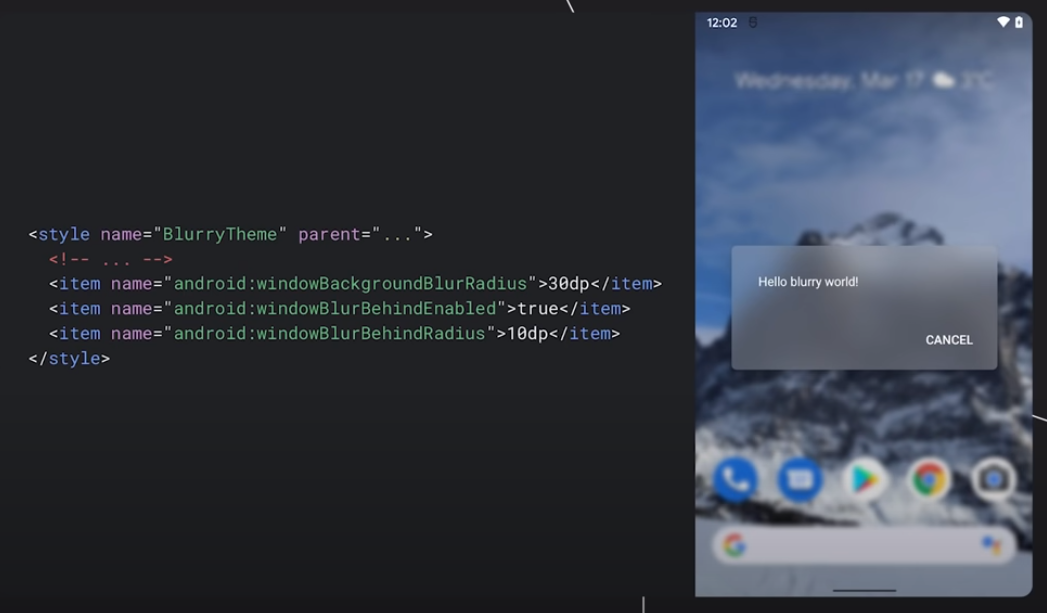 <style name="BlurryTheme" parent="...">
<!-- ... -->
<item name="android:windowBackgroundBlurRadius">30dp</item>
<item name="android:windowBlurBehindEnabled">true</item>
<item name="android:windowBlurBehindRadius">10dp</item>
</style>
12:02
Wednesday, Mar 17 3°C
Hello blurry world!
CANCEL